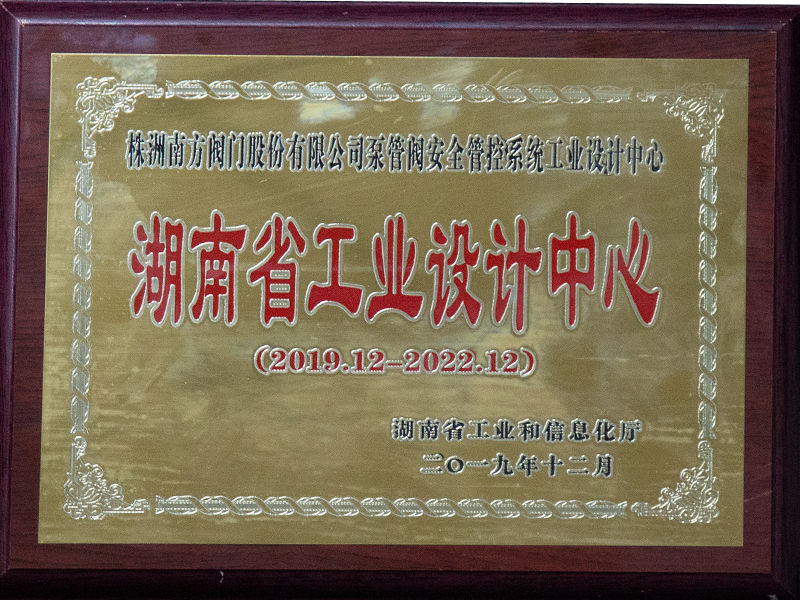 株洲南方阀门股份有限公司泵管阀安全管控系统工业设计中心
湖南省工业设计中心
(2019.12-2022.12)
湖南省工业和信息化厅
二〇一九年十二月